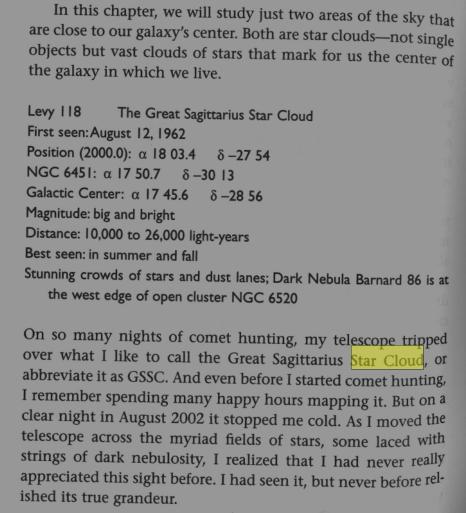 In this chapter, we will study just two areas of the sky that
are close to our galaxy's center. Both are star clouds—not single
objects but vast clouds of stars that mark for us the center of
the galaxy in which we live.
Levy 118 The Great Sagittarius Star Cloud
First seen: August 12, 1962
Position (2000.0): α 18 03.4 δ –27 54
NGC 6451: α 17 50.7 δ –30 13
Galactic Center: α 17 45.6 δ –28 56
Magnitude: big and bright
Distance: 10,000 to 26,000 light-years
Best seen: in summer and fall
Stunning crowds of stars and dust lanes; Dark Nebula Barnard 86 is at
the west edge of open cluster NGC 6520
On so many nights of comet hunting, my telescope tripped
over what I like to call the Great Sagittarius Star Cloud, or
abbreviate it as GSSC. And even before I started comet hunting,
I remember spending many happy hours mapping it. But on a
clear night in August 2002 it stopped me cold. As I moved the
telescope across the myriad fields of stars, some laced with
strings of dark nebulosity, I realized that I had never really
appreciated this sight before. I had seen it, but never before rel-
ished its true grandeur.